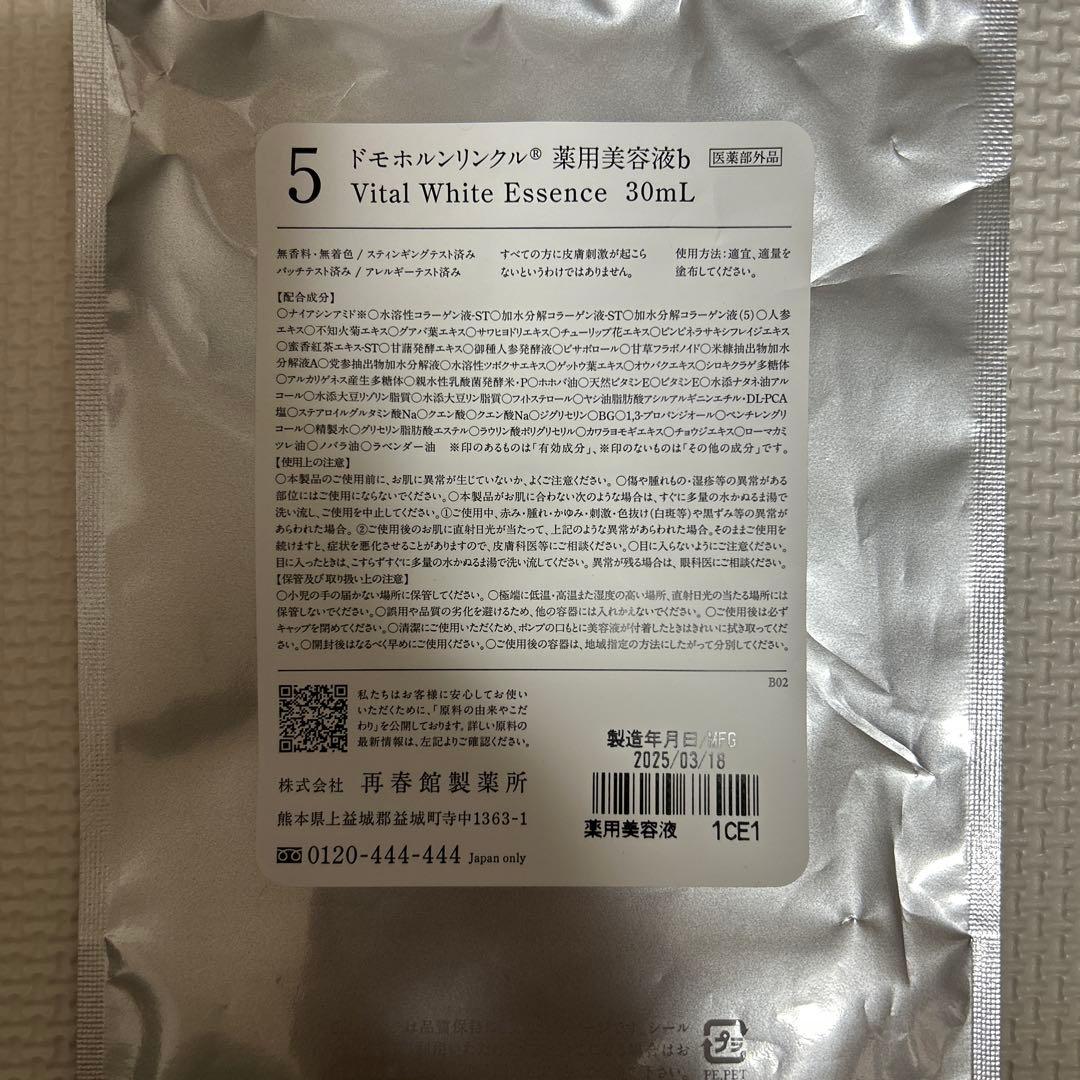 5
ドモホルンリンクル® 薬用美容液b 医薬部外品
Vital White Essence 30mL
無香料・無着色 / スティンギングテスト済み
パッチテスト済み / アレルギーテスト済み
すべての方に皮膚刺激が起こら
ないというわけではありません。
使用方法：適宜、適量を
塗布してください。
【配合成分】
○ナイアシンアミド※○水溶性コラーゲン液-ST○加水分解コラーゲン液-ST○加水分解コラーゲン液(5)○人参
エキス○不知火菊エキス○グアバ葉エキス○サワヒヨドリエキス○チューリップ花エキス○ピンピネラサキシフレイジエキス
○蜜香紅茶エキス-ST○甘藷発酵エキス○御種人参発酵液○ビサボロール○甘草フラボノイド○米糠抽出物加水
分解液A○党参抽出物加水分解液○水溶性ツボクサエキス○ゲットウ葉エキス○オウバクエキス○シロキクラゲ多糖体
○アルカリゲネス産生多糖体○親水性乳酸菌発酵米・P○ホホバ油○天然ビタミンE○ビタミンE○水添ナタネ油アル
コール○水添大豆リゾリン脂質○水添大豆リン脂質○フィトステロール○ヤシ油脂肪酸アシルアルギニンエチル・DL-PCA
塩○ステアロイルグルタミン酸Na○クエン酸○クエン酸Na○ジグリセリン○BG○1,3-プロパンジオール○ペンチレングリ
コール○精製水○グリセリン脂肪酸エステル○ラウリン酸ポリグリセリル○カワラヨモギエキス○チョウジエキス○ローマカミ
ツレ油○ノバラ油○ラベンダー油 ※印のあるものは「有効成分」、※印のないものは「その他の成分」です。
【使用上の注意】
○本製品のご使用前に、お肌に異常が生じていないか、よくご注意ください。○傷や腫れもの・湿疹等の異常がある
部位にはご使用にならないでください。○本製品がお肌に合わない次のような場合は、すぐに多量の水かぬるま湯で
洗い流し、ご使用を中止してください。①ご使用中、赤み・腫れ・かゆみ・刺激・色抜け(白斑等)や黒ずみ等の異常が
あらわれた場合。②ご使用後のお肌に直射日光が当たって、上記のような異常があらわれた場合。そのままご使用を
続けますと、症状を悪化させることがありますので、皮膚科医等にご相談ください。○目に入らないようにご注意ください。
目に入ったときは、こすらずすぐに多量の水かぬるま湯で洗い流してください。異常が残る場合は、眼科医にご相談ください。
【保管及び取り扱い上の注意】
○小児の手の届かない場所に保管してください。○極端に低温・高温また湿度の高い場所、直射日光の当たる場所には
保管しないでください。○誤用や品質の劣化を避けるため、他の容器には入れかえないでください。○ご使用後は必ず
キャップを閉めてください。○清潔にご使用いただくため、ポンプの口もとに美容液が付着したときはきれいに拭き取ってくだ
さい。○開封後はなるべく早めにご使用ください。○ご使用後の容器は、地域指定の方法にしたがって分別してください。
B02
私たちはお客様に安心してお使い
いただくために、「原料の由来やこだ
わり」を公開しております。詳しい原料の
最新情報は、左記よりご確認ください。
株式会社 再春館製薬所
熊本県上益城郡益城町寺中1363-1
0120-444-444 Japan only
製造年月日/MFG
2025/03/18
薬用美容液 1CE1
は品質保
シール
はお
下さい。
プラ
PE,PET